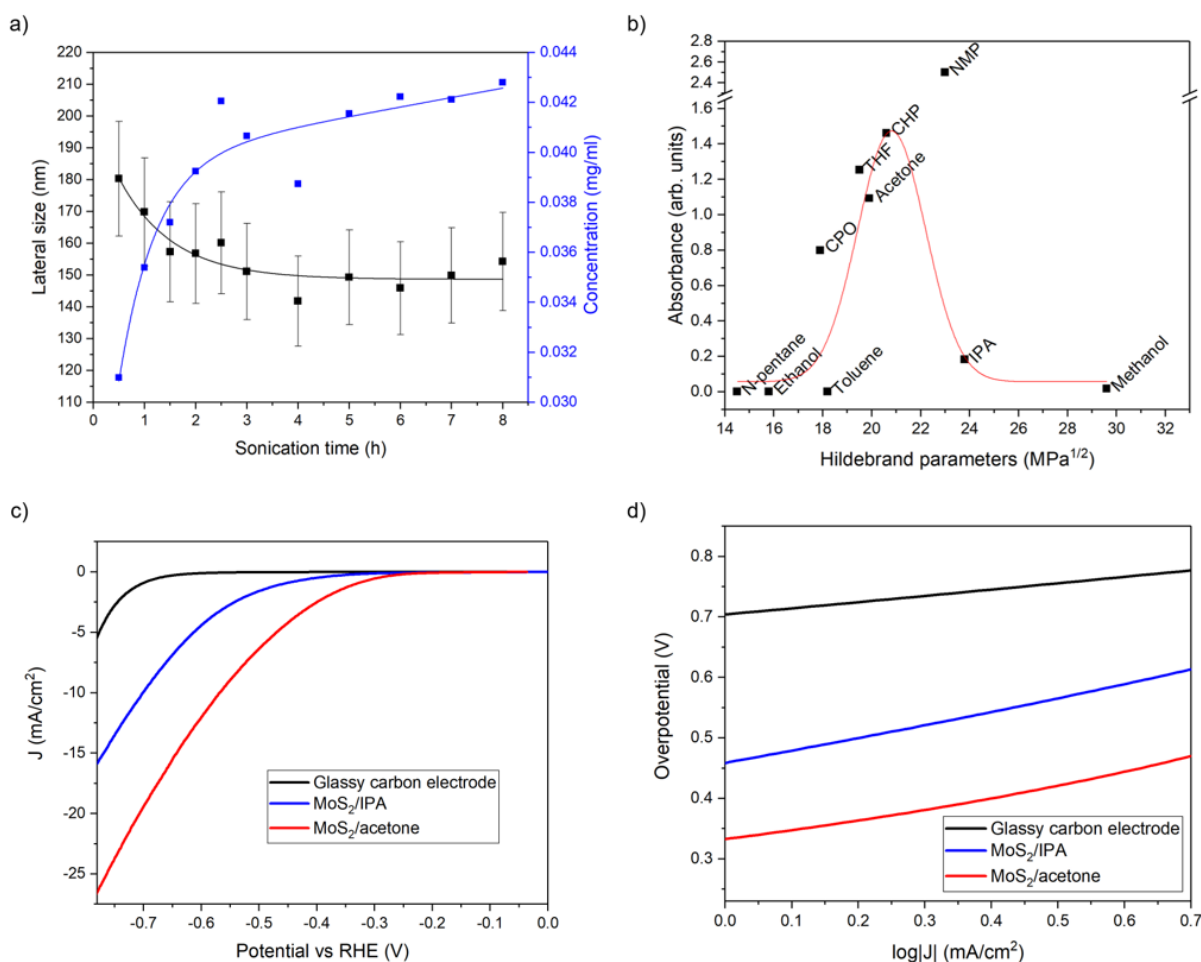 a)
220
210
200
190
180
170
160
150
140
130
120
110
Lateral size (nm)
0 1 2 3 4 5 6 7 8
Sonication time (h)
0.044
0.042
0.040
0.038
0.036
0.034
0.032
0.030
Concentration (mg/ml)
b)
2.8
2.6
2.4
1.6
1.4
1.2
1.0
0.8
0.6
0.4
0.2
0.0
Absorbance (arb. units)
NMP
CHP
THF
Acetone
CPO
N-pentane
Ethanol
Toluene
IPA
Methanol
14 16 18 20 22 24 26 28 30 32
Hildebrand parameters (MPa1/2)
c)
0
-5
-10
-15
-20
-25
J (mA/cm2)
Glassy carbon electrode
MoS2/IPA
MoS2/acetone
-0.7 -0.6 -0.5 -0.4 -0.3 -0.2 -0.1 0.0
Potential vs RHE (V)
d)
0.8
0.7
0.6
0.5
0.4
0.3
Overpotential (V)
Glassy carbon electrode
MoS2/IPA
MoS2/acetone
0.0 0.1 0.2 0.3 0.4 0.5 0.6 0.7
log|J| (mA/cm2)